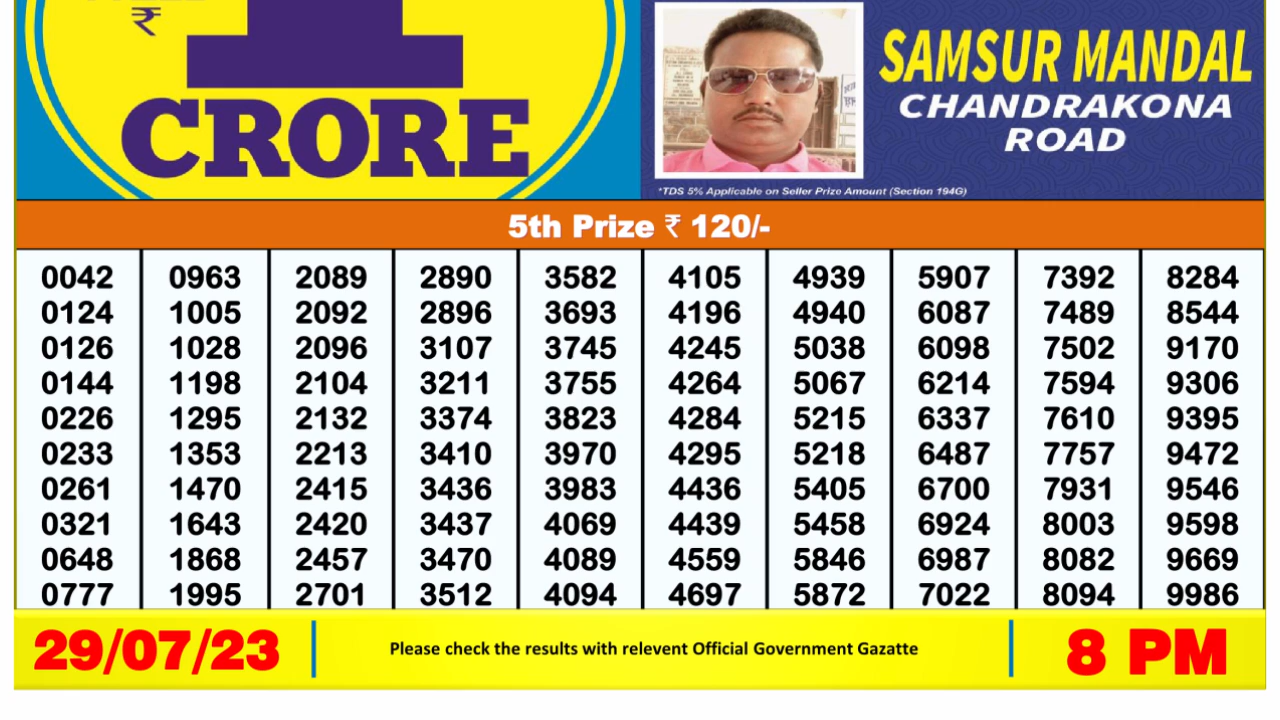 ₹
1
CRORE
SAMSUR MANDAL
CHANDRAKONA
ROAD
*TDS 5% Applicable on Seller Prize Amount (Section 194G)
5th Prize ₹ 120/-
0042 0963 2089 2890 3582 4105 4939 5907 7392 8284
0124 1005 2092 2896 3693 4196 4940 6087 7489 8544
0126 1028 2096 3107 3745 4245 5038 6098 7502 9170
0144 1198 2104 3211 3755 4264 5067 6214 7594 9306
0226 1295 2132 3374 3823 4284 5215 6337 7610 9395
0233 1353 2213 3410 3970 4295 5218 6487 7757 9472
0261 1470 2415 3436 3983 4436 5405 6700 7931 9546
0321 1643 2420 3437 4069 4439 5458 6924 8003 9598
0648 1868 2457 3470 4089 4559 5846 6987 8082 9669
0777 1995 2701 3512 4094 4697 5872 7022 8094 9986
29/07/23 Please check the results with relevent Official Government Gazatte 8 PM